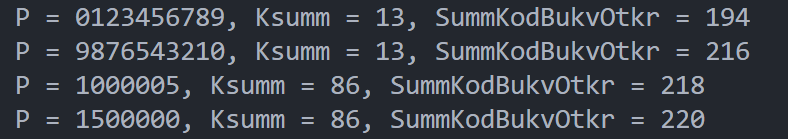 P = 0123456789, Ksumm = 13, SummKodBukvOtkr = 194
P = 9876543210, Ksumm = 13, SummKodBukvOtkr = 216
P = 1000005, Ksumm = 86, SummKodBukvOtkr = 218
P = 1500000, Ksumm = 86, SummKodBukvOtkr = 220